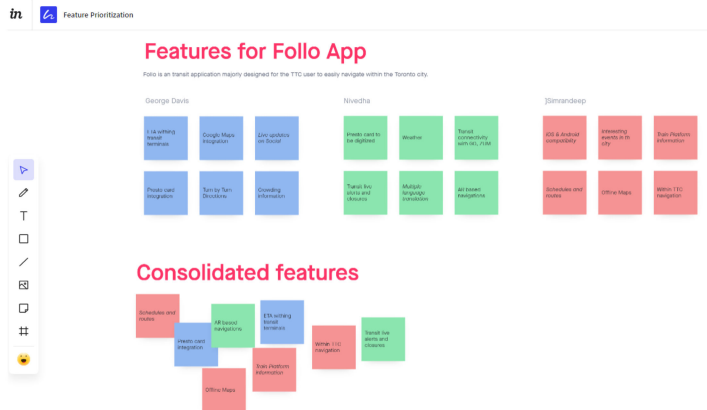 in
Feature Prioritization
Features for Follo App
Follo is an transit application majorly designed for the TTC user to easily navigate within the Toronto city.
George Davis
Nivedha
]Simrandeep
ETA withing
transit
terminsls
Google Maps
Integration
Live updates
on Social
Presto card
integration
Turn by Turn
Directions
Crowding
information
Presto card to
be digitized
Weather
Transit
connectivity
with GO,
Transit live
alerts and
closures
Multiple
language
AR based
navigations
iOS & Android
compatibility
Interesting
events in th
city
Train Platform
Information
Schedules and
routes
Offline Maps
Within TTC
navigation
Consolidated features
Schedules and
routes
Presto card
integration
AR based
navigations
ETA withing
transit
terminsls
Train Platform
Information
Offline Maps
Within TTC
navigation
Transit live
alerts and
closures
T